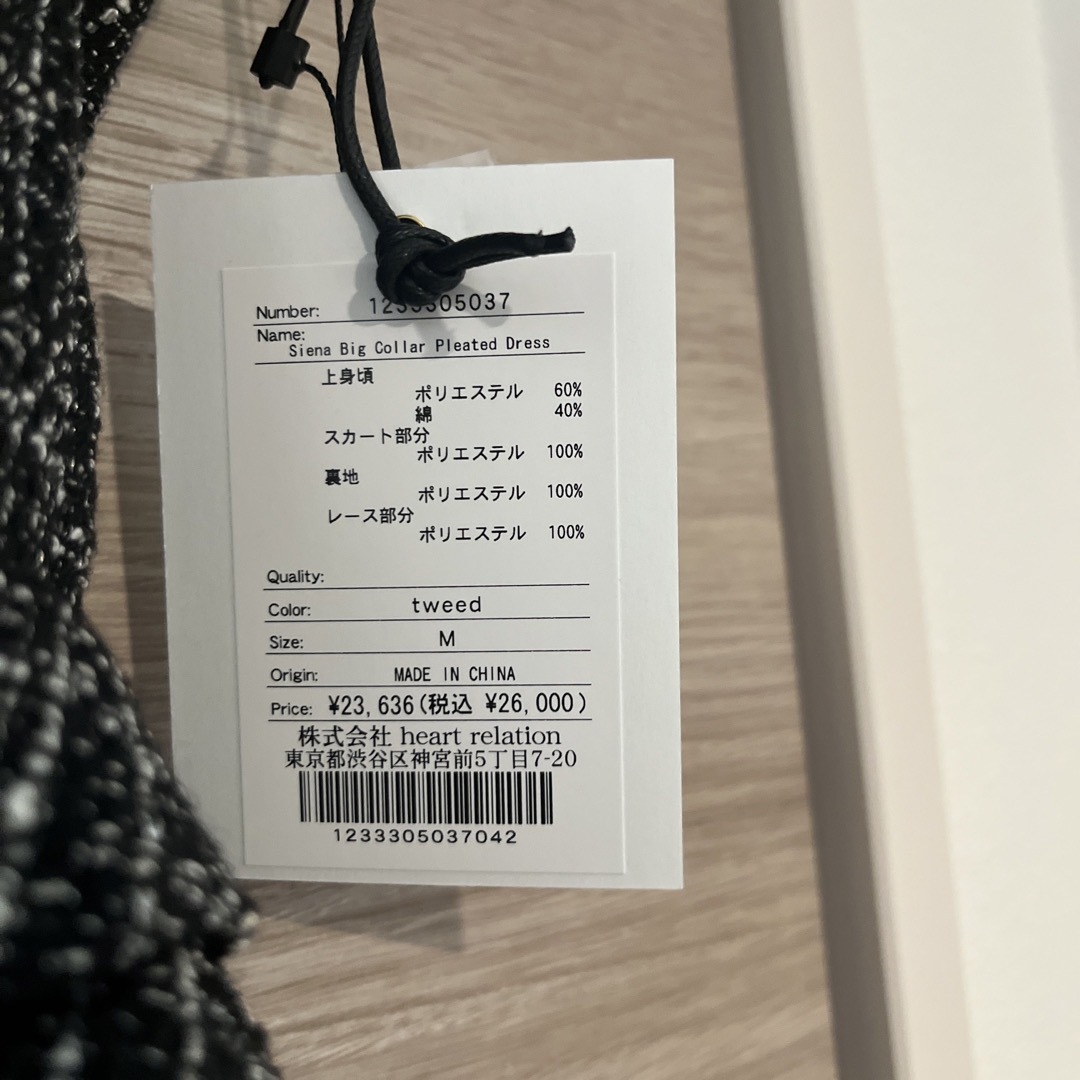 Number: 1233305037
Name:
Siena Big Collar Pleated Dress
上身頃
ポリエステル 60%
綿 40%
スカート部分
ポリエステル 100%
裏地
ポリエステル 100%
レース部分
ポリエステル 100%
Quality:
Color: tweed
Size: M
Origin: MADE IN CHINA
Price: ¥23,636(税込 ¥26,000)
株式会社 heart relation
東京都渋谷区神宮前5丁目7-20
1233305037042